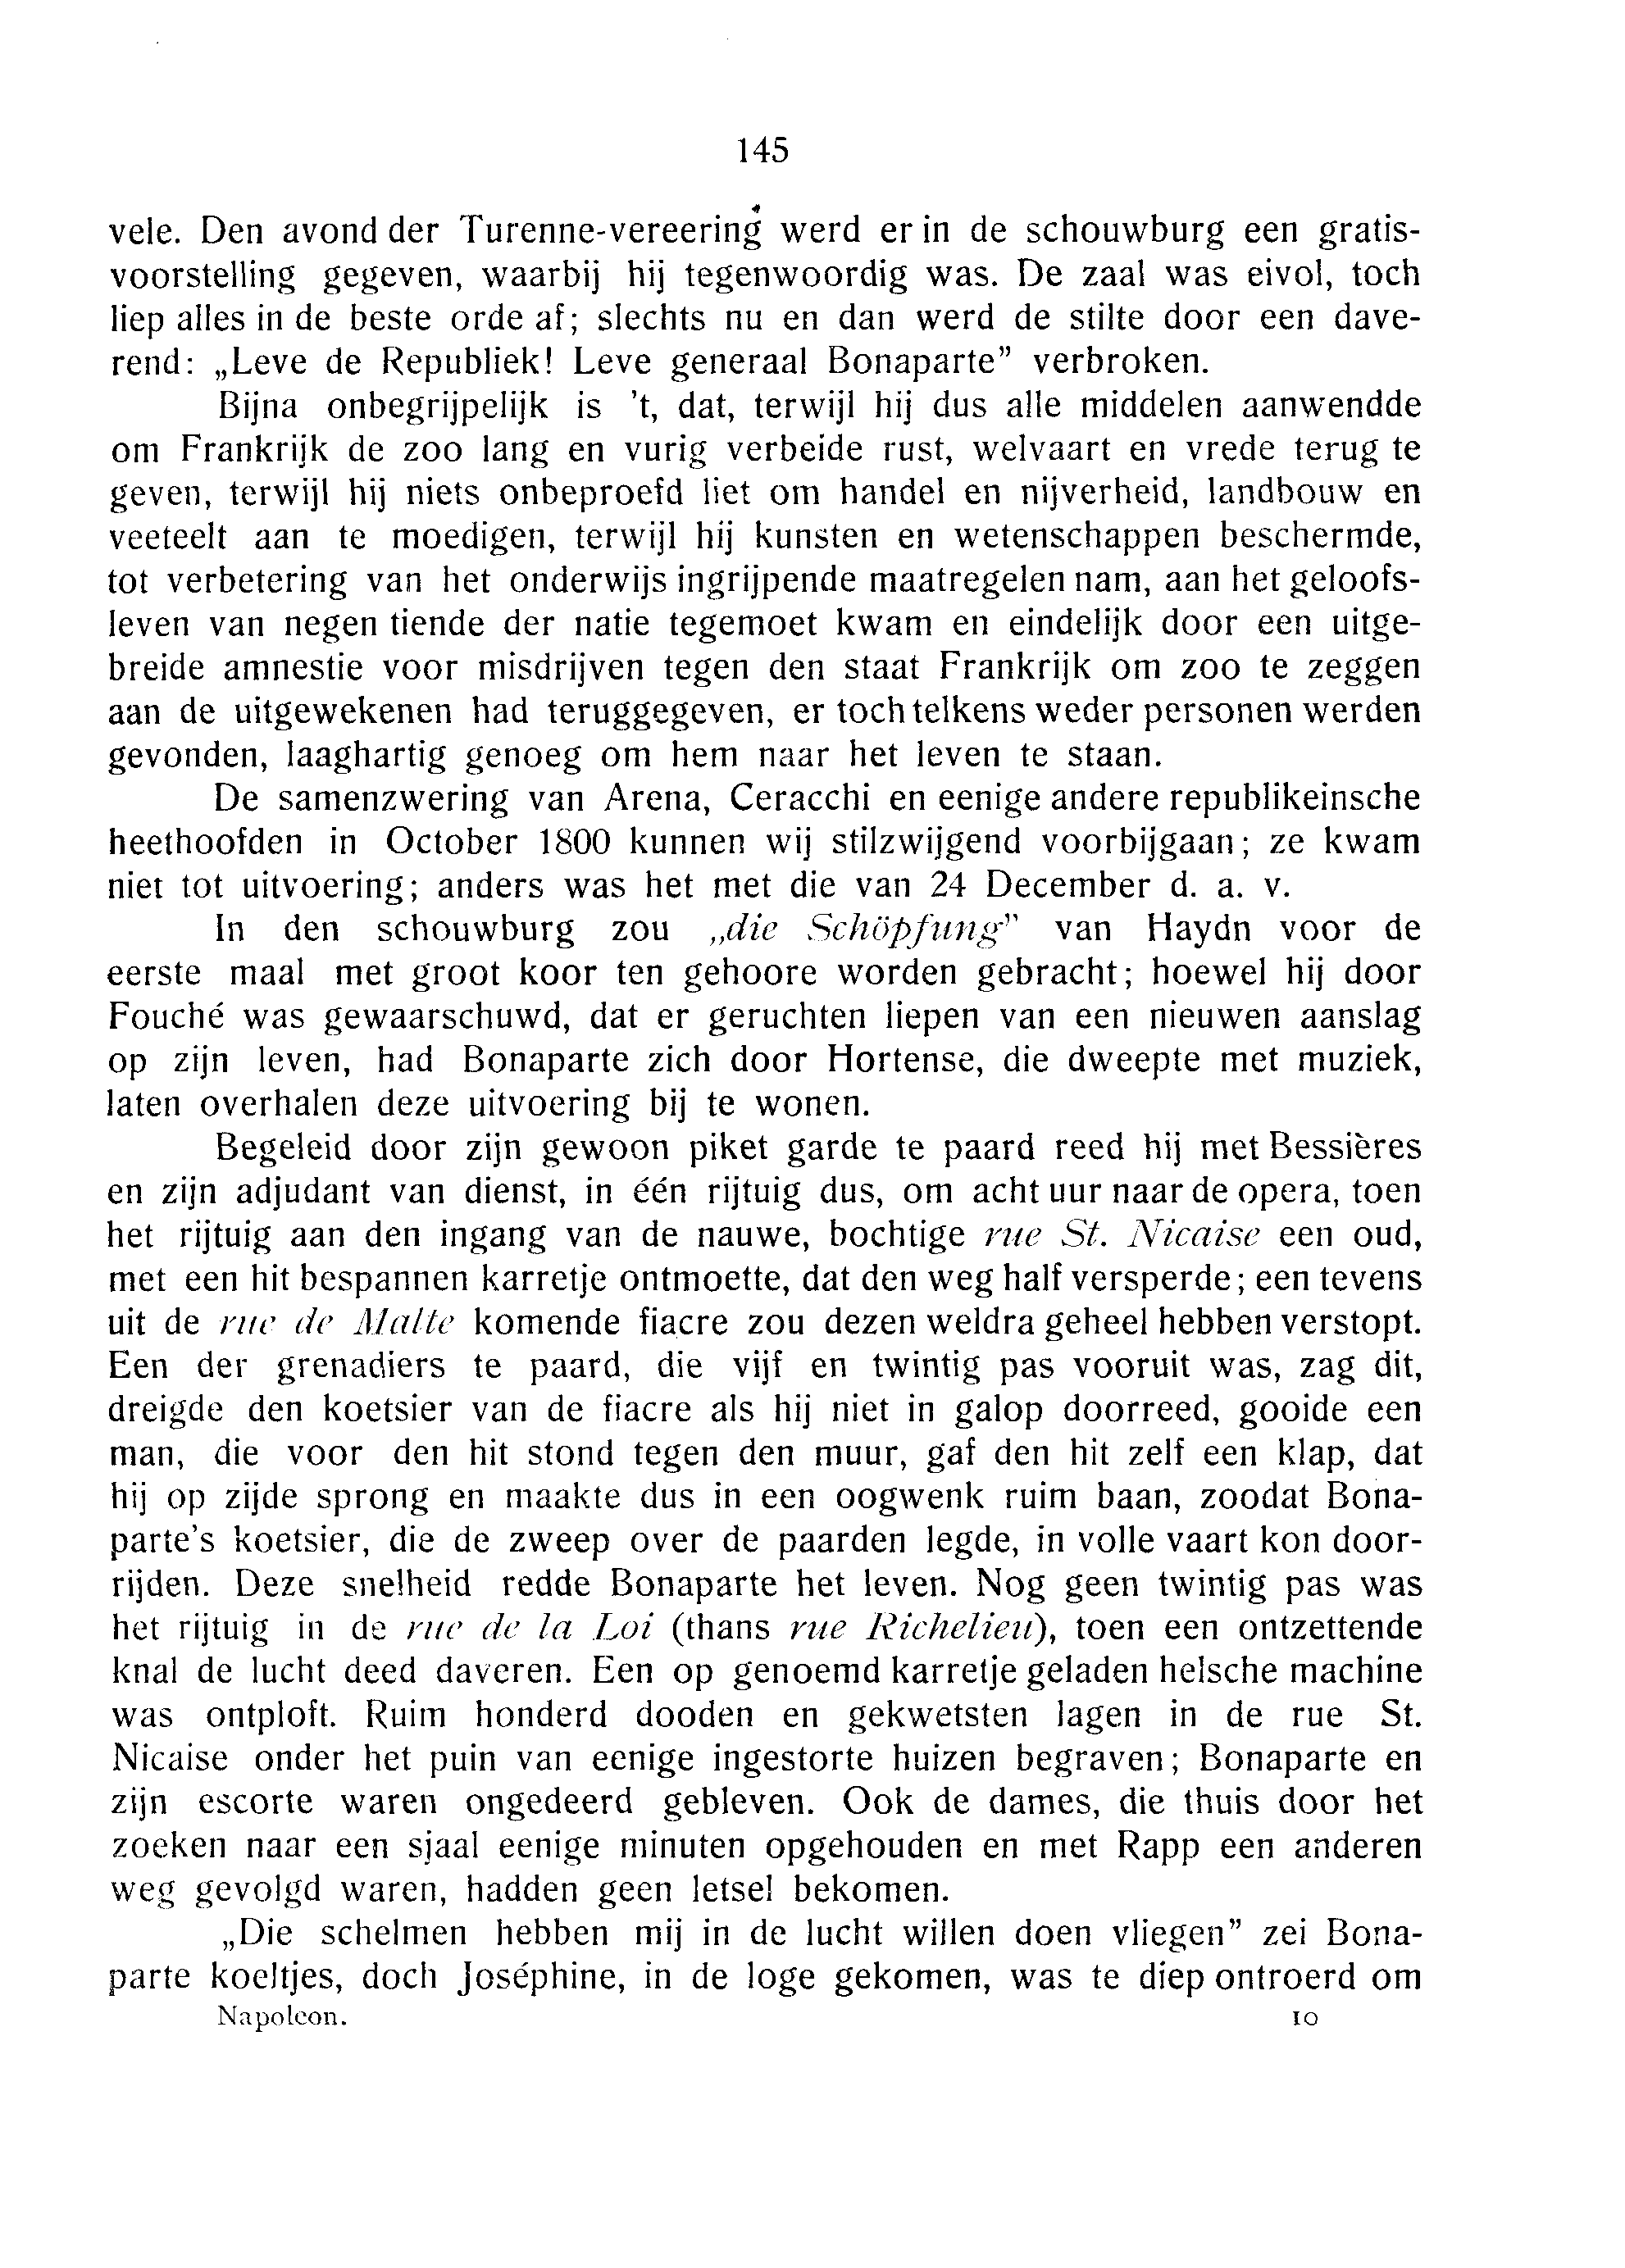 145
vele. Den avond der Turenne-vereering werd er in de schouwburg een gratis-
voorstelling gegeven, waarbij hij tegenwoordig was. De zaal was eivol, toch
liep alles in de beste orde af; slechts nu en dan werd de stilte door een dave-
rend: „Leve de Republiek! Leve generaal Bonaparte” verbroken.
Bijna onbegrijpelijk is ’t, dat, terwijl hij dus alle middelen aanwendde
om Frankrijk de zoo lang en vurig verbeide rust, welvaart en vrede terug te
geven, terwijl hij niets onbeproefd liet om handel en nijverheid, landbouw en
veeteelt aan te moedigen, terwijl hij kunsten en wetenschappen beschermde,
tot verbetering van het onderwijs ingrijpende maatregelen nam, aan het geloofs-
leven van negen tiende der natie tegemoet kwam en eindelijk door een uitge-
breide amnestie voor misdrijven tegen den staat Frankrijk om zoo te zeggen
aan de uitgewekenen had teruggegeven, er toch telkens weder personen werden
gevonden, laaghartig genoeg om hem naar het leven te staan.
De samenzwering van Arena, Ceracchi en eenige andere republikeinsche
heethoofden in October 1800 kunnen wij stilzwijgend voorbijgaan; ze kwam
niet tot uitvoering; anders was het met die van 24 December d. a. v.
In den schouwburg zou „die Schöpfung” van Haydn voor de
eerste maal met groot koor ten gehoore worden gebracht; hoewel hij door
Fouché was gewaarschuwd, dat er geruchten liepen van een nieuwen aanslag
op zijn leven, had Bonaparte zich door Hortense, die dweepte met muziek,
laten overhalen deze uitvoering bij te wonen.
Begeleid door zijn gewoon piket garde te paard reed hij met Bessières
en zijn adjudant van dienst, in één rijtuig dus, om acht uur naar de opera, toen
het rijtuig aan den ingang van de nauwe, bochtige rue St. Nicaise een oud,
met een hit bespannen karretje ontmoette, dat den weg half versperde; een tevens
uit de rue de Malte komende fiacre zou dezen weldra geheel hebben verstopt.
Een der grenadiers te paard, die vijf en twintig pas vooruit was, zag dit,
dreigde den koetsier van de fiacre als hij niet in galop doorreed, gooide een
man, die voor den hit stond tegen den muur, gaf den hit zelf een klap, dat
hij op zijde sprong en maakte dus in een oogwenk ruim baan, zoodat Bona-
parte’s koetsier, die de zweep over de paarden legde, in volle vaart kon door-
rijden. Deze snelheid redde Bonaparte het leven. Nog geen twintig pas was
het rijtuig in de rue de la Loi (thans rue Richelieu), toen een ontzettende
knal de lucht deed daveren. Een op genoemd karretje geladen helsche machine
was ontploft. Ruim honderd dooden en gekwetsten lagen in de rue St.
Nicaise onder het puin van eenige ingestorte huizen begraven; Bonaparte en
zijn escorte waren ongedeerd gebleven. Ook de dames, die thuis door het
zoeken naar een sjaal eenige minuten opgehouden en met Rapp een anderen
weg gevolgd waren, hadden geen letsel bekomen.
„Die schelmen hebben mij in de lucht willen doen vliegen” zei Bona-
parte koeltjes, doch Joséphine, in de loge gekomen, was te diep ontroerd om
Napoleon. 10